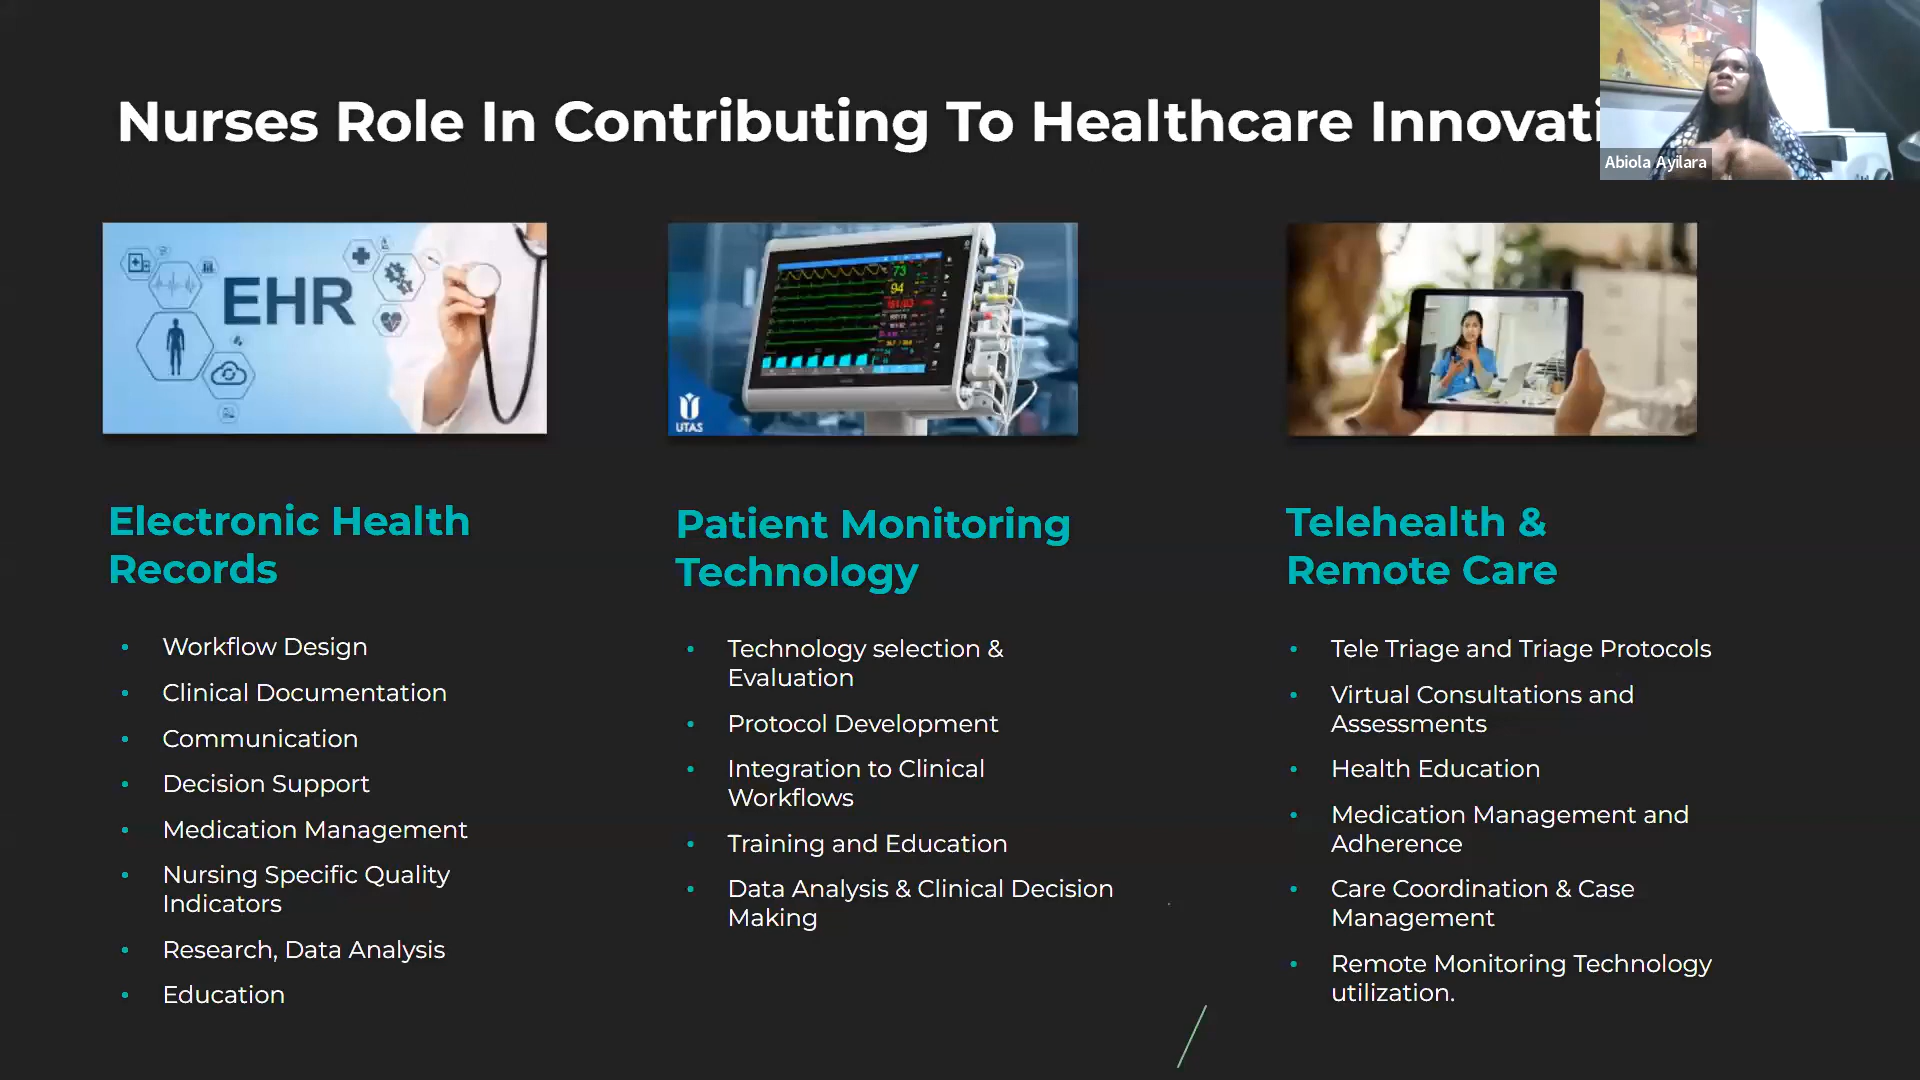 Nurses Role In Contributing To Healthcare Innovati
Abiola Ayilara
EHR
73
94
UTAS
Electronic Health
Records
Workflow Design
Clinical Documentation
Communication
Decision Support
Medication Management
Nursing Specific Quality
Indicators
Research, Data Analysis
Education
Patient Monitoring
Technology
Technology selection &
Evaluation
Protocol Development
Integration to Clinical
Workflows
Training and Education
Data Analysis & Clinical Decision
Making
Telehealth &
Remote Care
Tele Triage and Triage Protocols
Virtual Consultations and
Assessments
Health Education
Medication Management and
Adherence
Care Coordination & Case
Management
Remote Monitoring Technology
utilization.